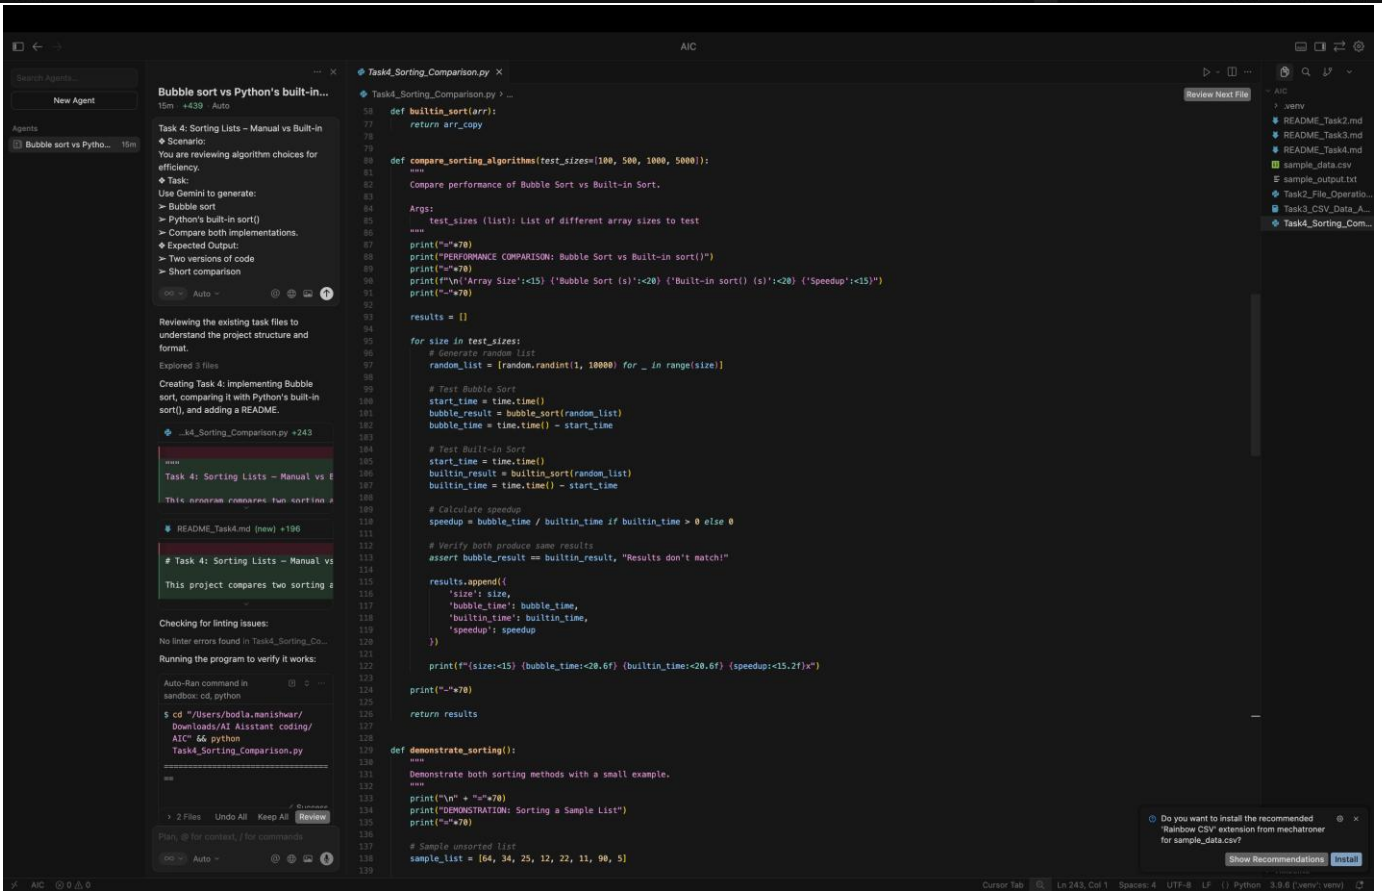 AIC
Search Agents...
New Agent
Agents
Bubble sort vs Pytho... 15m
Bubble sort vs Python's built-in...
15m · +439 · Auto
Task 4: Sorting Lists – Manual vs Built-in
❖ Scenario:
You are reviewing algorithm choices for
efficiency.
❖ Task:
Use Gemini to generate:
➢ Bubble sort
➢ Python's built-in sort()
➢ Compare both implementations.
❖ Expected Output:
➢ Two versions of code
➢ Short comparison
Auto
Reviewing the existing task files to
understand the project structure and
format.
Explored 3 files
Creating Task 4: implementing Bubble
sort, comparing it with Python's built-in
sort(), and adding a README.
...k4_Sorting_Comparison.py +243
"""
Task 4: Sorting Lists – Manual vs B
This program compares two sorting a
README_Task4.md (new) +196
# Task 4: Sorting Lists – Manual vs
This project compares two sorting a
Checking for linting issues:
No linter errors found in Task4_Sorting_Co...
Running the program to verify it works:
Auto-Ran command in
sandbox: cd, python
$ cd "/Users/bodla.manishwar/
Downloads/AI Aisstant coding/
AIC" && python
Task4_Sorting_Comparison.py
==================================
==
Success
> 2 Files Undo All Keep All Review
Plan, @ for context, / for commands
Auto
Task4_Sorting_Comparison.py ×
Task4_Sorting_Comparison.py > ...
Review Next File
58 def builtin_sort(arr):
77 return arr_copy
78
79
80 def compare_sorting_algorithms(test_sizes=[100, 500, 1000, 5000]):
81 """
82 Compare performance of Bubble Sort vs Built-in Sort.
83
84 Args:
85 test_sizes (list): List of different array sizes to test
86 """
87 print("="*70)
88 print("PERFORMANCE COMPARISON: Bubble Sort vs Built-in sort()")
89 print("="*70)
90 print(f"\n{'Array Size':<15} {'Bubble Sort (s)':<20} {'Built-in sort() (s)':<20} {'Speedup':<15}")
91 print("-"*70)
92
93 results = []
94
95 for size in test_sizes:
96 # Generate random list
97 random_list = [random.randint(1, 10000) for _ in range(size)]
98
99 # Test Bubble Sort
100 start_time = time.time()
101 bubble_result = bubble_sort(random_list)
102 bubble_time = time.time() - start_time
103
104 # Test Built-in Sort
105 start_time = time.time()
106 builtin_result = builtin_sort(random_list)
107 builtin_time = time.time() - start_time
108
109 # Calculate speedup
110 speedup = bubble_time / builtin_time if builtin_time > 0 else 0
111
112 # Verify both produce same results
113 assert bubble_result == builtin_result, "Results don't match!"
114
115 results.append({
116 'size': size,
117 'bubble_time': bubble_time,
118 'builtin_time': builtin_time,
119 'speedup': speedup
120 })
121
122 print(f"{size:<15} {bubble_time:<20.6f} {builtin_time:<20.6f} {speedup:<15.2f}x")
123
124 print("-"*70)
125
126 return results
127
128
129 def demonstrate_sorting():
130 """
131 Demonstrate both sorting methods with a small example.
132 """
133 print("\n" + "="*70)
134 print("DEMONSTRATION: Sorting a Sample List")
135 print("="*70)
136
137 # Sample unsorted list
138 sample_list = [64, 34, 25, 12, 22, 11, 90, 5]
139
AIC
> .venv
README_Task2.md
README_Task3.md
README_Task4.md
sample_data.csv
sample_output.txt
Task2_File_Operatio...
Task3_CSV_Data_A...
Task4_Sorting_Com...
Do you want to install the recommended
'Rainbow CSV' extension from mechatroner
for sample_data.csv?
Show Recommendations Install
AIC 0 0
Cursor Tab Ln 243, Col 1 Spaces: 4 UTF-8 LF {} Python 3.9.6 ('.venv': venv)